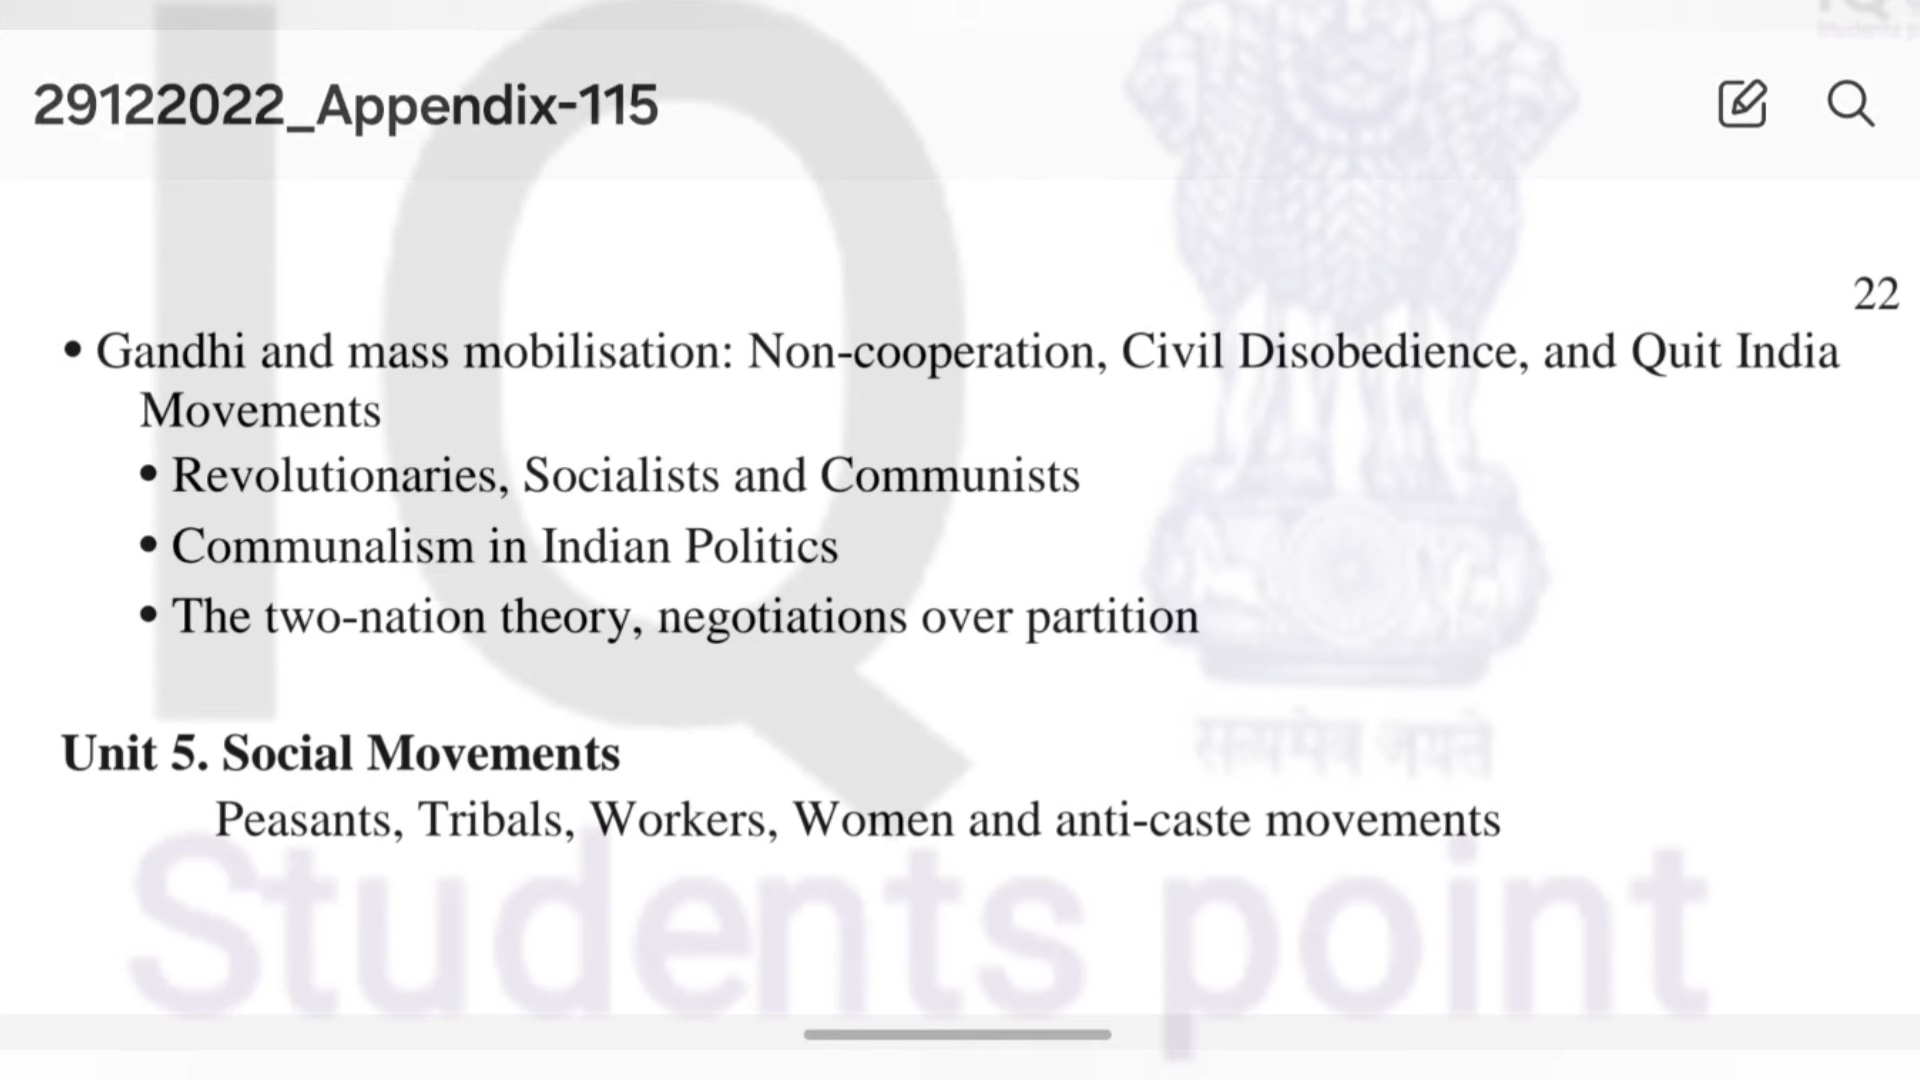 29122022_Appendix-115
22
• Gandhi and mass mobilisation: Non-cooperation, Civil Disobedience, and Quit India
Movements
• Revolutionaries, Socialists and Communists
• Communalism in Indian Politics
• The two-nation theory, negotiations over partition
Unit 5. Social Movements
Peasants, Tribals, Workers, Women and anti-caste movements
IQ
सत्यमेव जयते
Students point